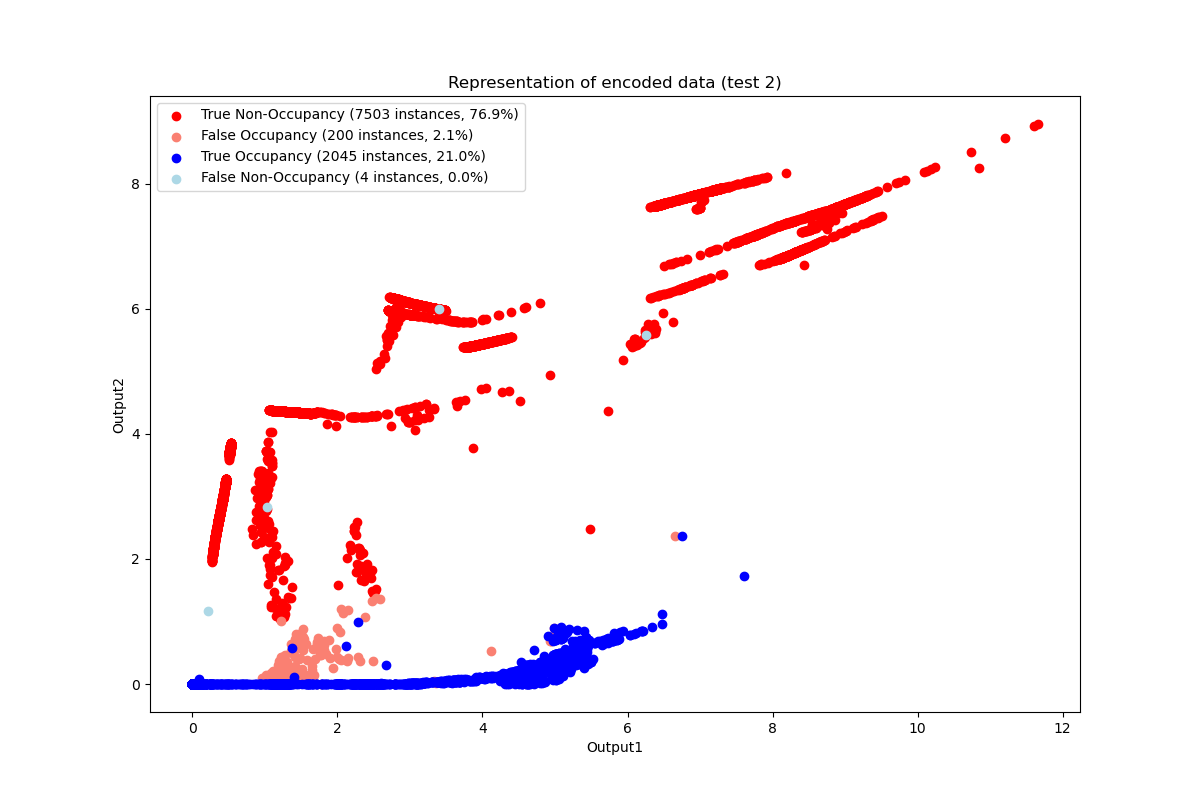 Representation of encoded data (test 2)
True Non-Occupancy (7503 instances, 76.9%)
False Occupancy (200 instances, 2.1%)
True Occupancy (2045 instances, 21.0%)
False Non-Occupancy (4 instances, 0.0%)
Output2
8
6
4
2
0
0 2 4 6 8 10 12
Output1